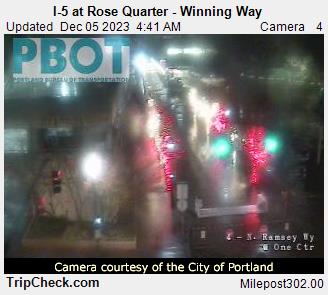 I-5 at Rose Quarter - Winning Way
Updated Dec 05 2023 4:41 AM Camera 4
PBOT
PORTLAND BUREAU OF TRANSPORTATION
4 - N. Ramsey Wy
W One Ctr
Camera courtesy of the City of Portland
TripCheck.com Milepost302.00